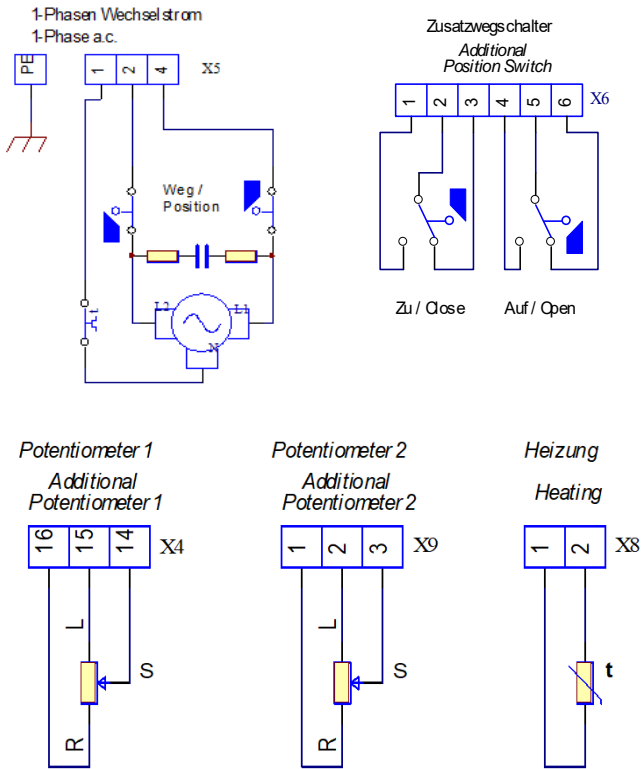 1-Phasen Wechselstrom
1-Phase a.c.
PE
1 2 4 X5
Weg /
Position
L2 L1
N
t
Zusatzwegschalter
Additional
Position Switch
1 2 3 4 5 6 X6
Zu / Close Auf / Open
Potentiometer 1
Additional
Potentiometer 1
16 15 14 X4
L
S
R
Potentiometer 2
Additional
Potentiometer 2
1 2 3 X9
L
S
R
Heizung
Heating
1 2 X8
t